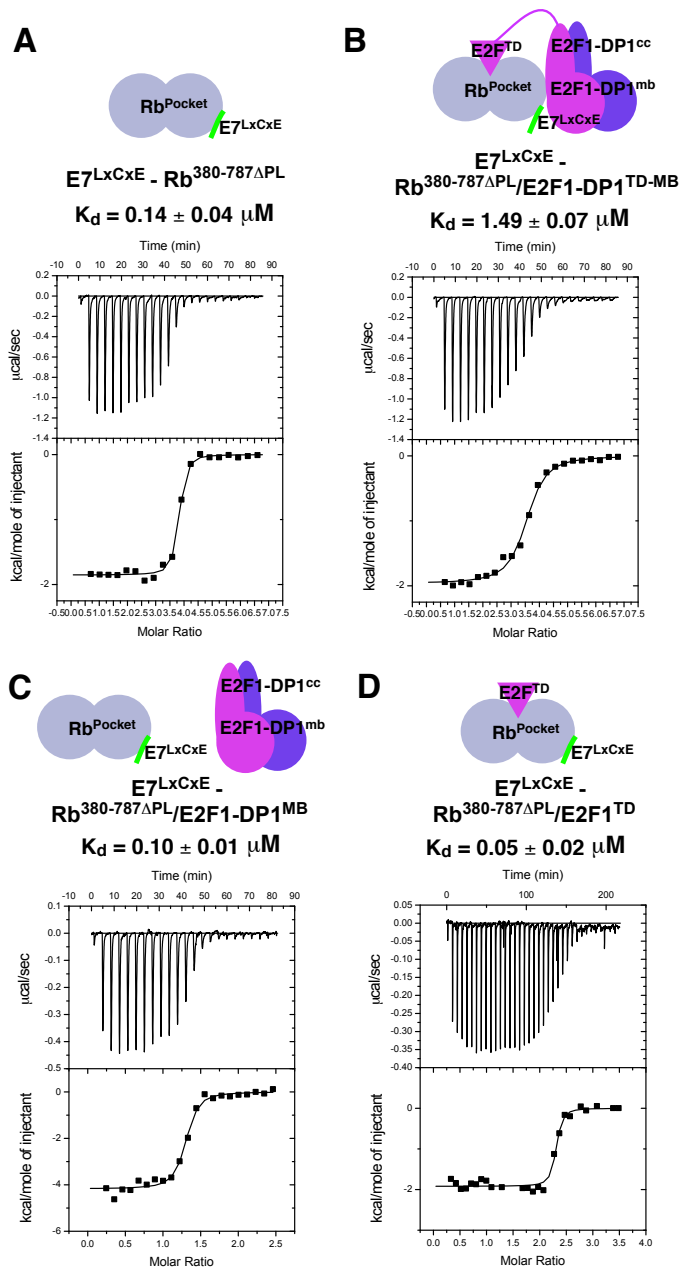 A
Rb^Pocket
E7^LxCxE
E7^LxCxE - Rb^380-787ΔPL
K_d = 0.14 ± 0.04 μM
Time (min)
-10 0 10 20 30 40 50 60 70 80 90
0.2
0.0
-0.2
-0.4
-0.6
-0.8
-1.0
-1.2
-1.4
μcal/sec
0
-2
kcal/mole of injectant
-0.50.00.51.01.52.02.53.03.54.04.55.05.56.06.57.07.5
Molar Ratio
B
E2F^TD
E2F1-DP1^cc
Rb^Pocket
E2F1-DP1^mb
E7^LxCxE
E7^LxCxE -
Rb^380-787ΔPL/E2F1-DP1^TD-MB
K_d = 1.49 ± 0.07 μM
Time (min)
-10 0 10 20 30 40 50 60 70 80 90
0.2
0.0
-0.2
-0.4
-0.6
-0.8
-1.0
-1.2
-1.4
μcal/sec
0
-2
kcal/mole of injectant
-0.50.00.51.01.52.02.53.03.54.04.55.05.56.06.57.07.5
Molar Ratio
C
E2F1-DP1^cc
Rb^Pocket
E2F1-DP1^mb
E7^LxCxE
E7^LxCxE -
Rb^380-787ΔPL/E2F1-DP1^MB
K_d = 0.10 ± 0.01 μM
Time (min)
-10 0 10 20 30 40 50 60 70 80 90
0.1
0.0
-0.1
-0.2
-0.3
-0.4
-0.5
μcal/sec
0
-2
-4
-6
kcal/mole of injectant
0.0 0.5 1.0 1.5 2.0 2.5
Molar Ratio
D
E2F^TD
Rb^Pocket
E7^LxCxE
E7^LxCxE -
Rb^380-787ΔPL/E2F1^TD
K_d = 0.05 ± 0.02 μM
Time (min)
0 100 200
0.05
0.00
-0.05
-0.10
-0.15
-0.20
-0.25
-0.30
-0.35
-0.40
μcal/sec
0
-2
kcal/mole of injectant
0.0 0.5 1.0 1.5 2.0 2.5 3.0 3.5 4.0
Molar Ratio